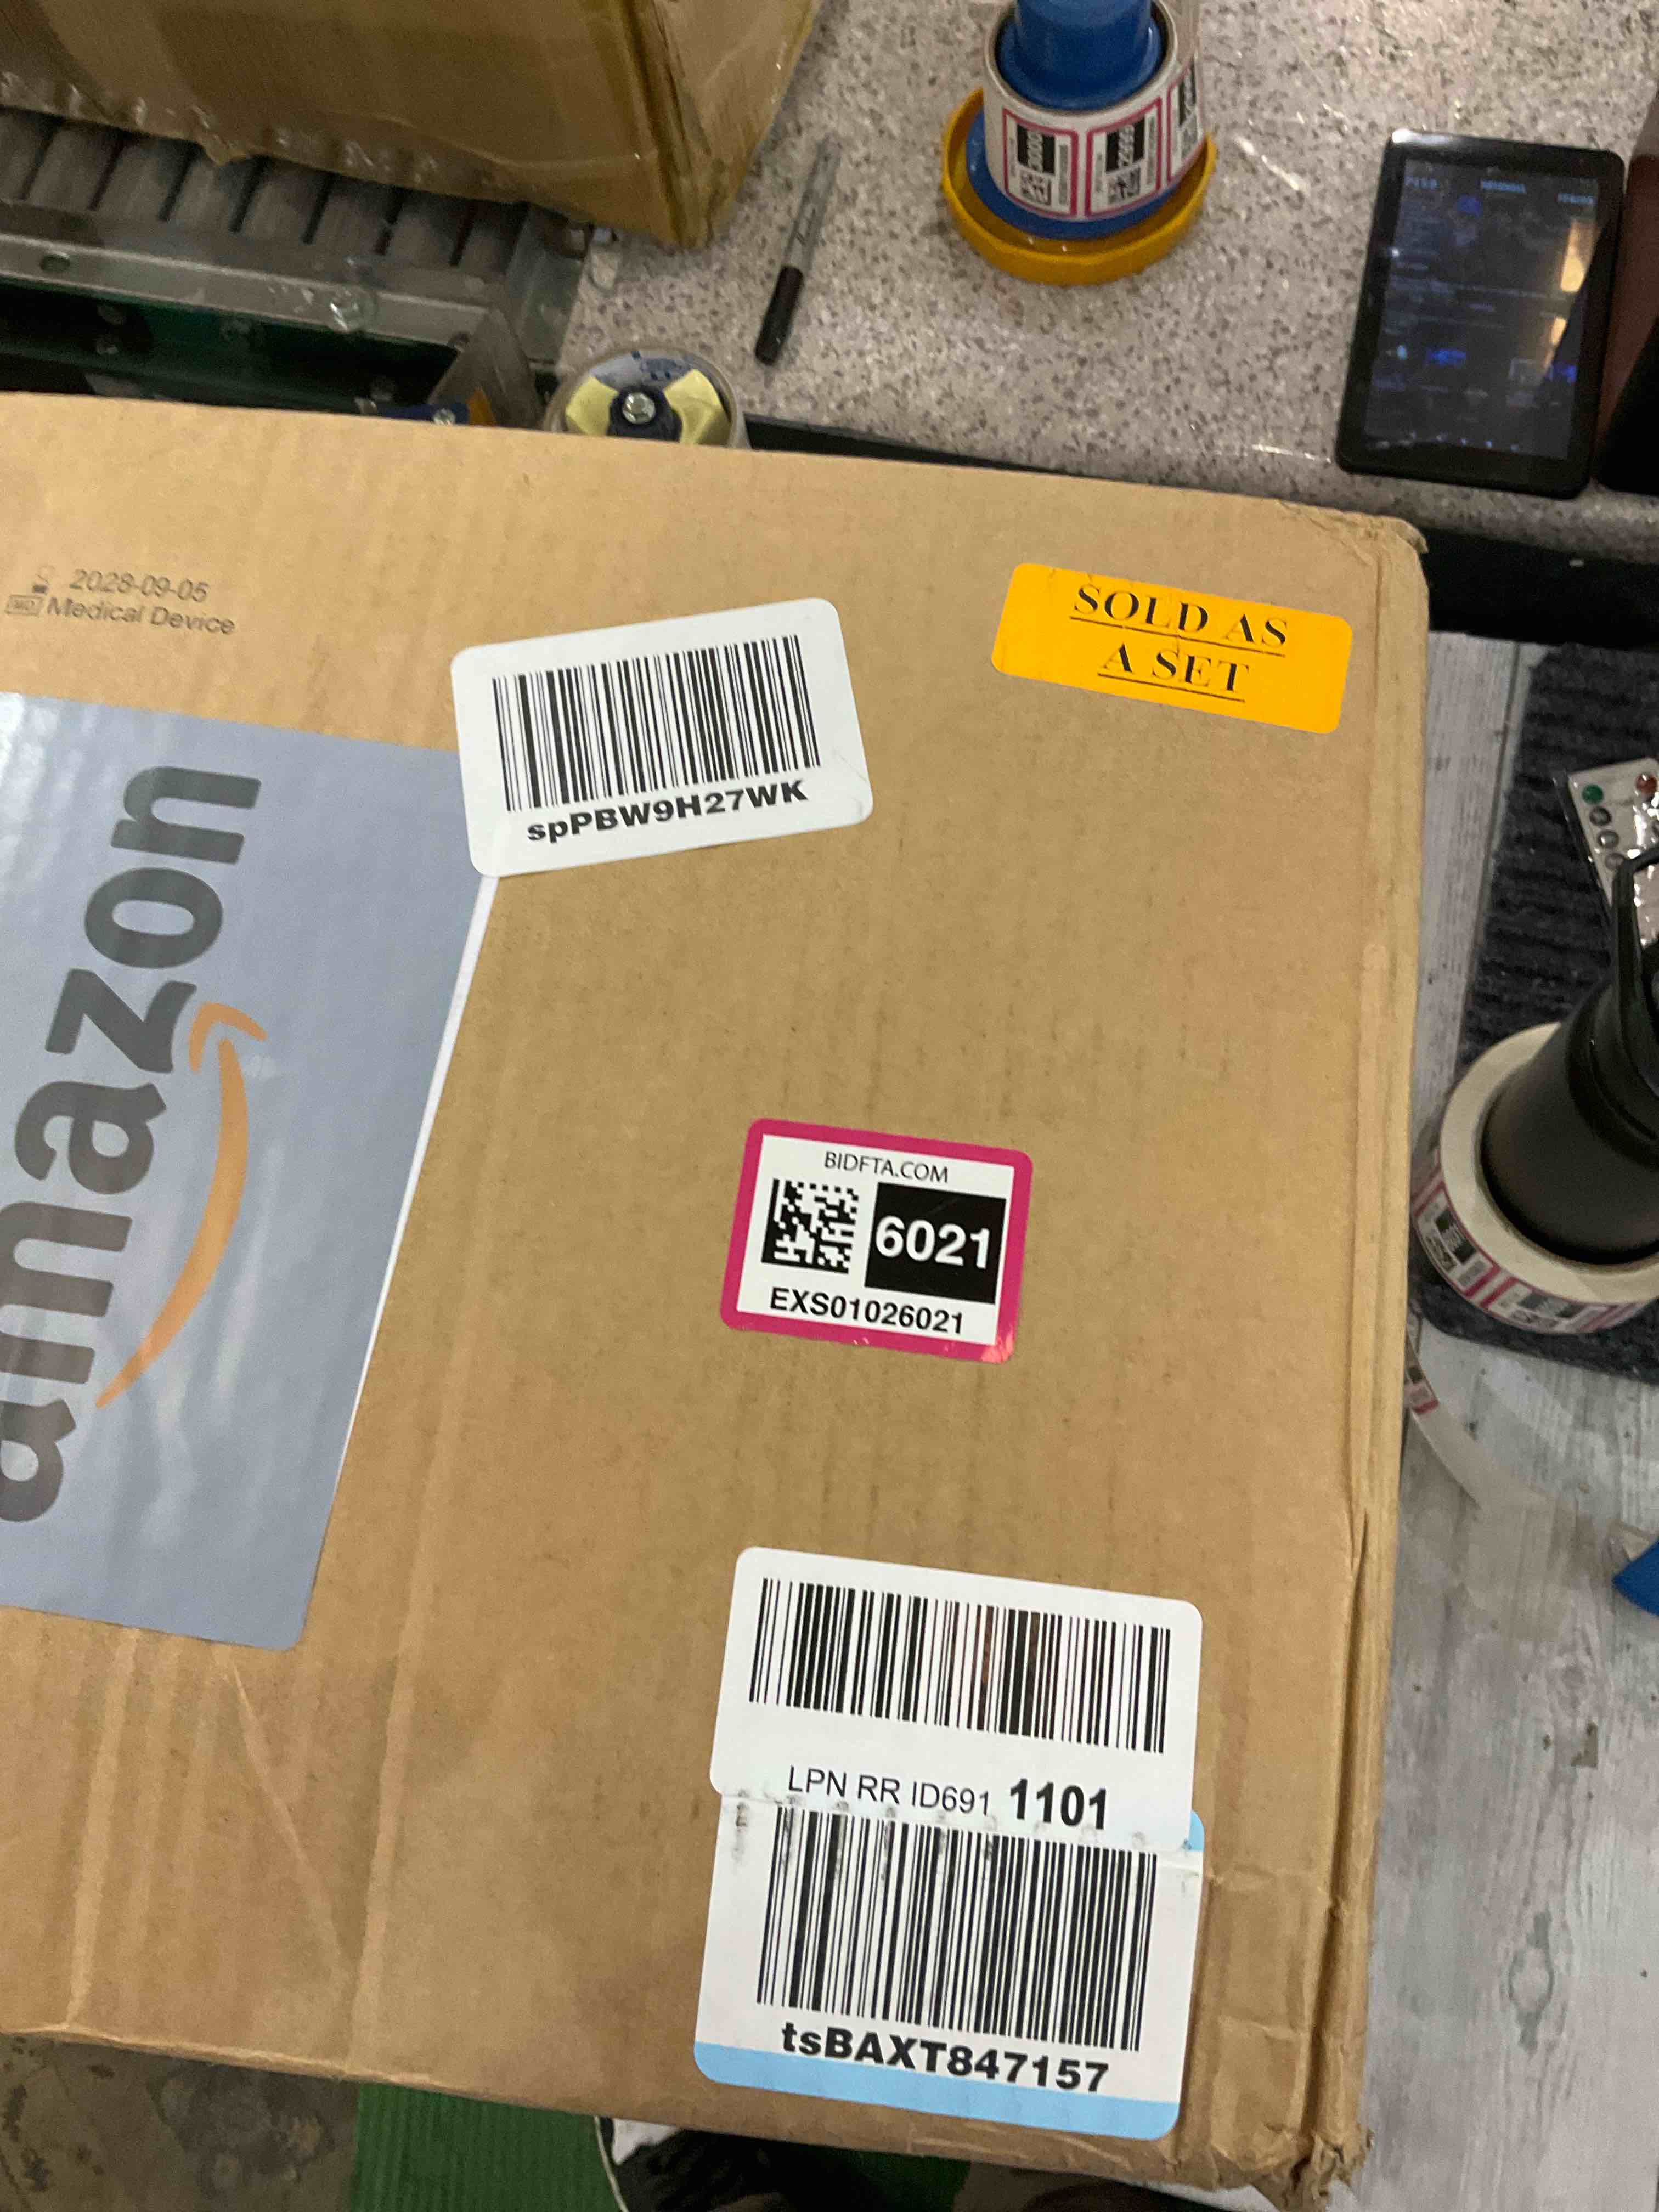 2028-09-05
MD Medical Device
SOLD AS
A SET
spPBW9H27WK
amazon
BIDFTA.COM
6021
EXS01026021
LPN RR ID691 1101
tsBAXT847157